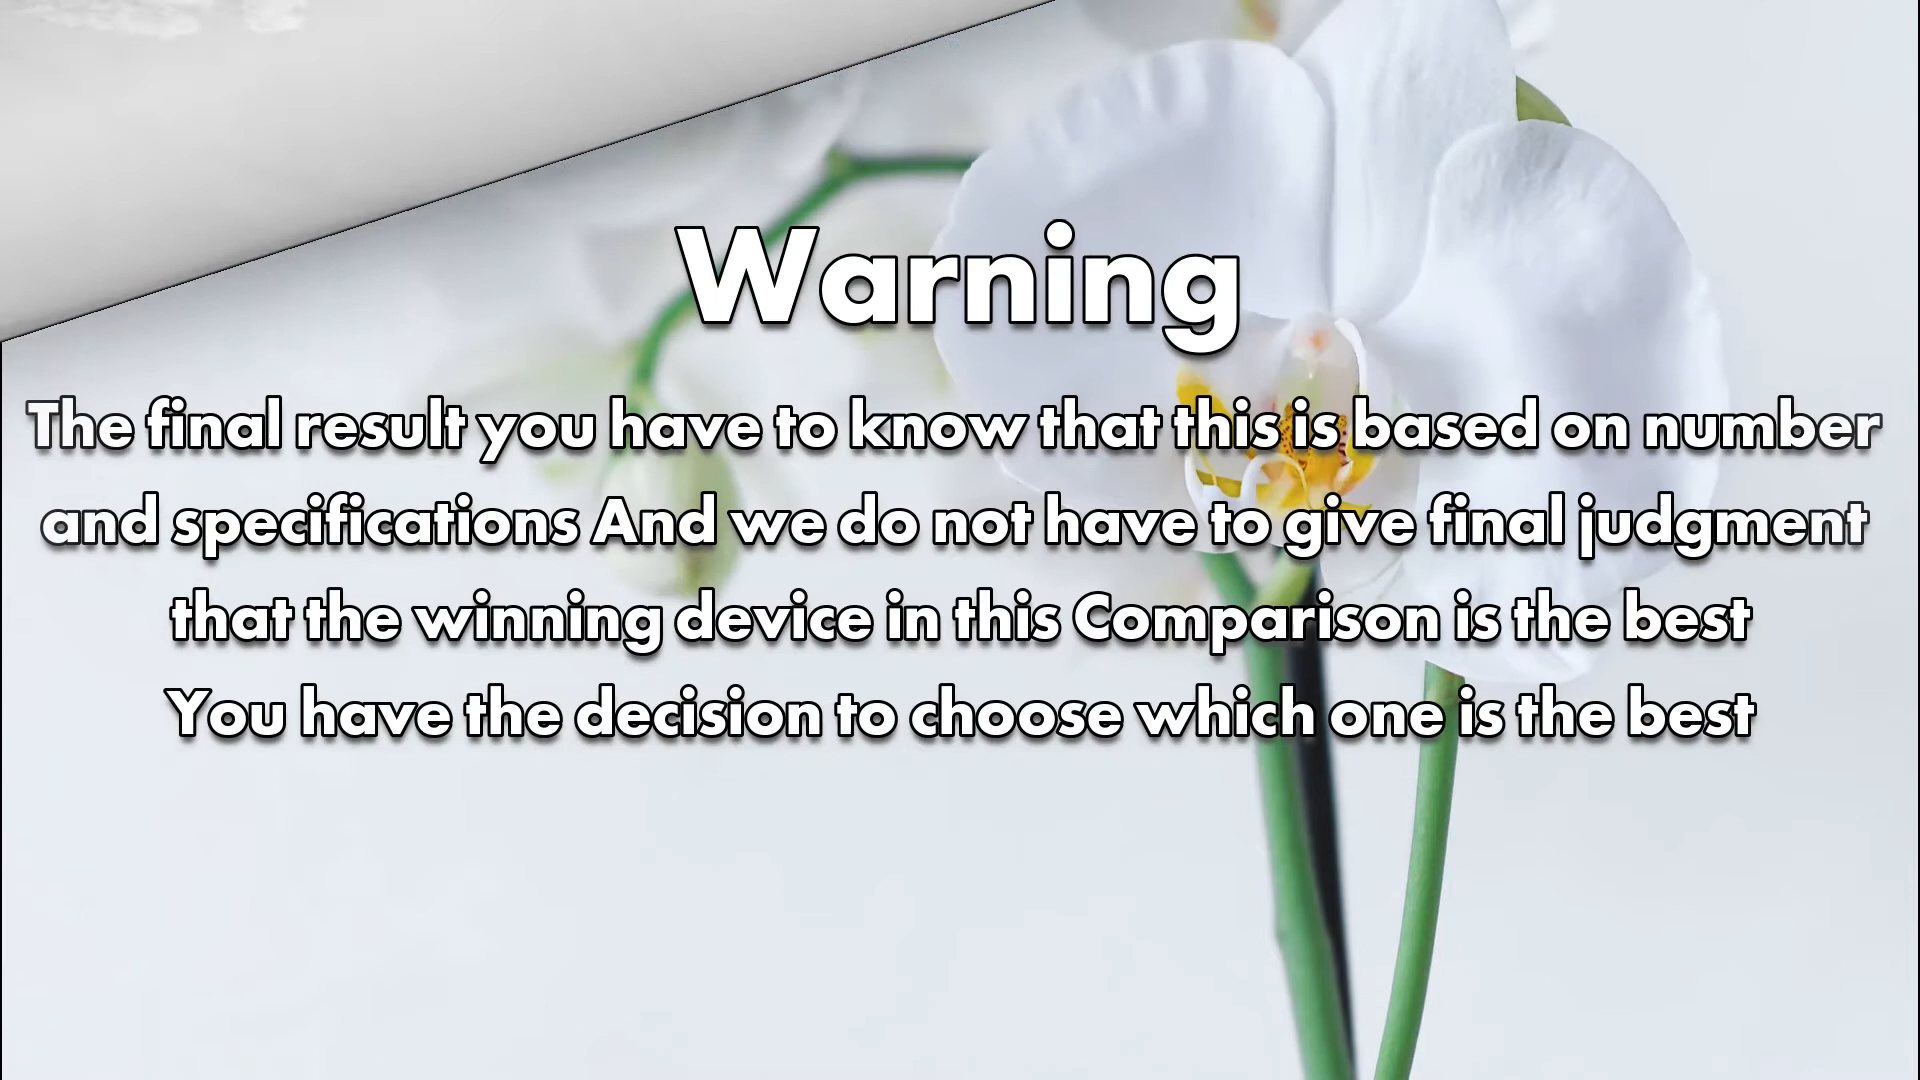 Warning
The final result you have to know that this is based on number
and specifications And we do not have to give final judgment
that the winning device in this Comparison is the best
You have the decision to choose which one is the best